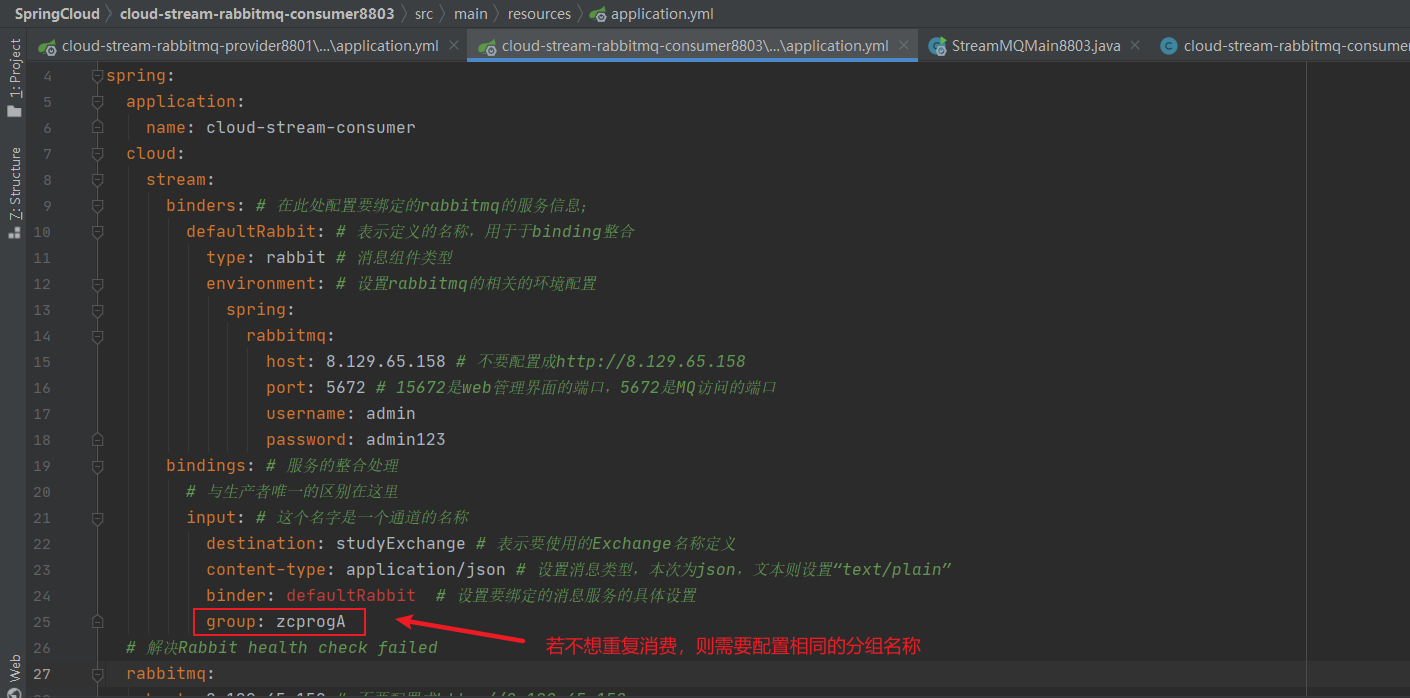 SpringCloud cloud-stream-rabbitmq-consumer8803 src main resources application.yml
cloud-stream-rabbitmq-provider8801\...\application.yml cloud-stream-rabbitmq-consumer8803\...\application.yml StreamMQMain8803.java cloud-stream-rabbitmq-consumer
1: Project
7: Structure
Web
4 spring:
5 application:
6 name: cloud-stream-consumer
7 cloud:
8 stream:
9 binders: # 在此处配置要绑定的rabbitmq的服务信息;
10 defaultRabbit: # 表示定义的名称，用于于binding整合
11 type: rabbit # 消息组件类型
12 environment: # 设置rabbitmq的相关的环境配置
13 spring:
14 rabbitmq:
15 host: 8.129.65.158 # 不要配置成http://8.129.65.158
16 port: 5672 # 15672是web管理界面的端口，5672是MQ访问的端口
17 username: admin
18 password: admin123
19 bindings: # 服务的整合处理
20 # 与生产者唯一的区别在这里
21 input: # 这个名字是一个通道的名称
22 destination: studyExchange # 表示要使用的Exchange名称定义
23 content-type: application/json # 设置消息类型，本次为json，文本则设置“text/plain”
24 binder: defaultRabbit # 设置要绑定的消息服务的具体设置
25 group: zcprogA
若不想重复消费，则需要配置相同的分组名称
26 # 解决Rabbit health check failed
27 rabbitmq: